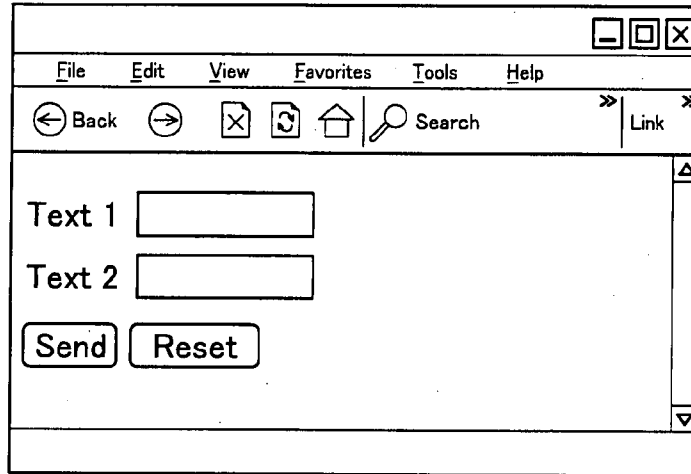 File Edit View Favorites Tools Help
Back Search » Link »
Text 1
Text 2
Send Reset